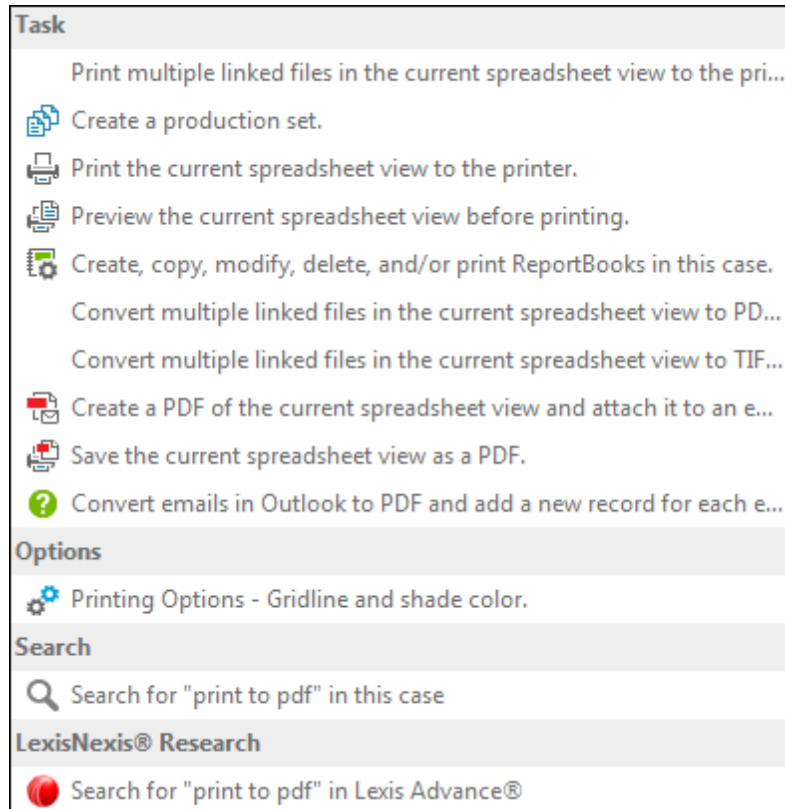 Task
Print multiple linked files in the current spreadsheet view to the pri...
Create a production set.
Print the current spreadsheet view to the printer.
Preview the current spreadsheet view before printing.
Create, copy, modify, delete, and/or print ReportBooks in this case.
Convert multiple linked files in the current spreadsheet view to PD...
Convert multiple linked files in the current spreadsheet view to TIF...
Create a PDF of the current spreadsheet view and attach it to an e...
Save the current spreadsheet view as a PDF.
Convert emails in Outlook to PDF and add a new record for each e...
Options
Printing Options - Gridline and shade color.
Search
Search for "print to pdf" in this case
LexisNexis® Research
Search for "print to pdf" in Lexis Advance®